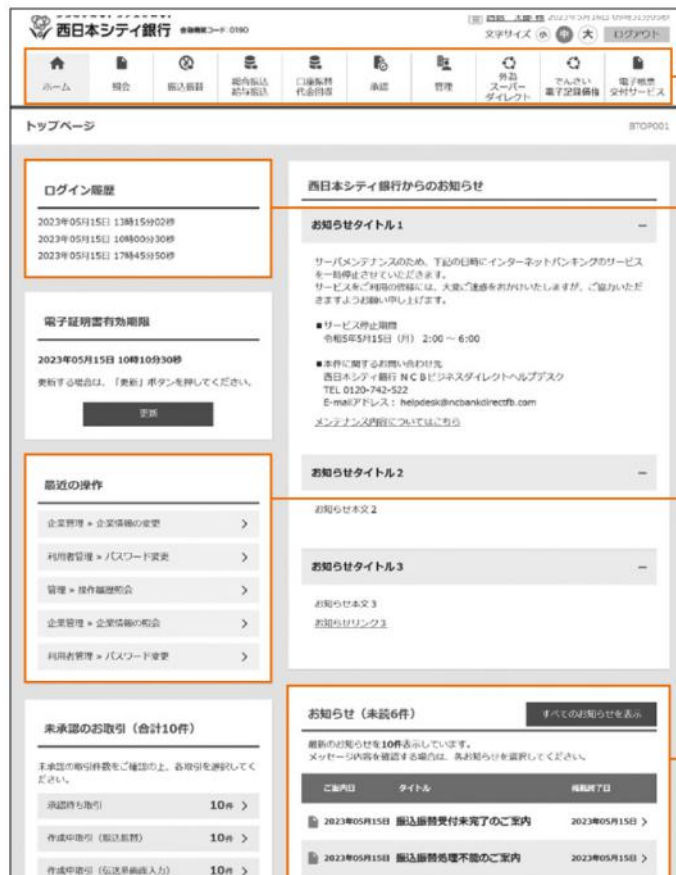 西日本シティ銀行 金融機関コード:0190
文字サイズ 小 中 大 ログアウト
ホーム
照会
振込振替
総合振込
給与振込
口座振替
代金回収
承認
管理
外為
スーパー
ダイレクト
でんさい
電子記録債権
電子帳票
交付サービス
トップページ
BTOP001
ログイン履歴
2023年05月15日 13時15分02秒
2023年05月15日 10時00分30秒
2023年05月15日 17時45分50秒
電子証明書有効期限
2023年05月15日 10時10分30秒
更新する場合は、「更新」ボタンを押してください。
更新
最近の操作
企業管理 » 企業情報の変更
利用者管理 » パスワード変更
管理 » 操作履歴照会
企業管理 » 企業情報の照会
利用者管理 » パスワード変更
未承認のお取引(合計10件)
未承認の取引件数をご確認の上、各取引を選択してく
ださい。
承認待ち取引 10件
作成中取引(振込振替) 10件
作成中取引(伝送系画面入力) 10件
西日本シティ銀行からのお知らせ
お知らせタイトル1
サーバメンテナンスのため、下記の日時にインターネットバンキングのサービス
を一時停止させていただきます。
サービスをご利用の皆様には、大変ご迷惑をおかけいたしますが、ご協力いただ
きますようお願い申し上げます。
■サービス停止期間
令和5年5月15日(月) 2:00 ~ 6:00
■本件に関するお問い合わせ先
西日本シティ銀行 NCBビジネスダイレクトヘルプデスク
TEL 0120-742-522
E-mailアドレス: helpdesk@ncbankdirectfb.com
メンテナンス内容についてはこちら
お知らせタイトル2
お知らせ本文2
お知らせタイトル3
お知らせ本文3
お知らせリンク3
お知らせ(未読6件)
すべてのお知らせを表示
最新のお知らせを10件表示しています。
メッセージ内容を確認する場合は、各お知らせを選択してください。
ご案内日 タイトル 掲載終了日
2023年05月15日 振込振替受付未完了のご案内 2023年05月15日
2023年05月15日 振込振替処理不能のご案内 2023年05月15日